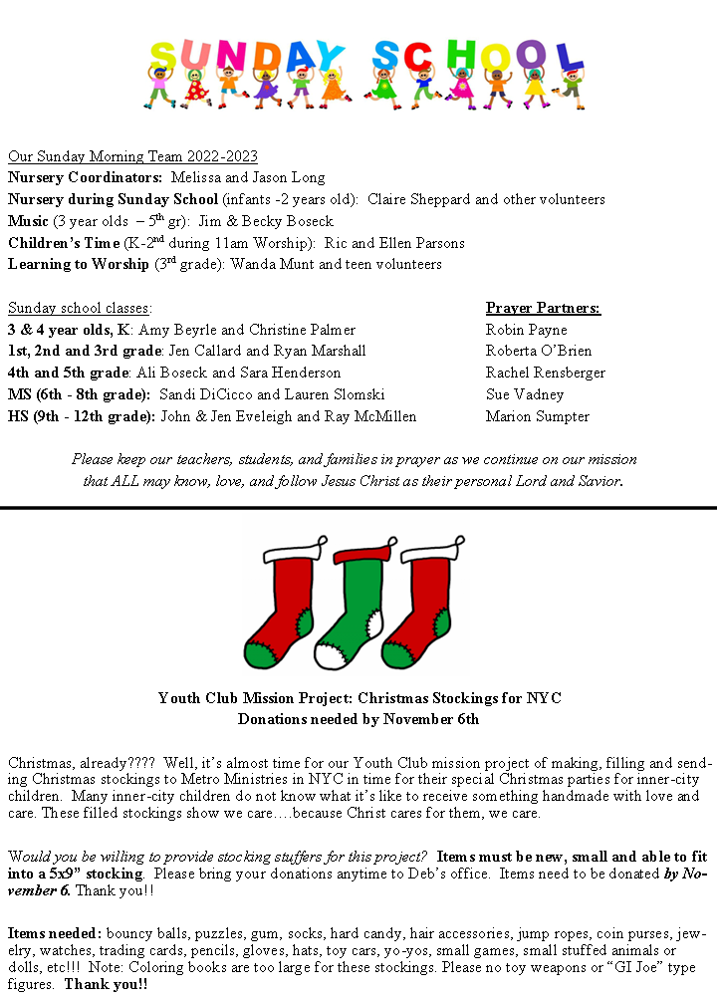 SUNDAY SCHOOL
Our Sunday Morning Team 2022-2023
Nursery Coordinators: Melissa and Jason Long
Nursery during Sunday School (infants -2 years old): Claire Sheppard and other volunteers
Music (3 year olds – 5th gr): Jim & Becky Boseck
Children's Time (K-2nd during 11am Worship): Ric and Ellen Parsons
Learning to Worship (3rd grade): Wanda Munt and teen volunteers
Sunday school classes: Prayer Partners:
3 & 4 year olds, K: Amy Beyrle and Christine Palmer Robin Payne
1st, 2nd and 3rd grade: Jen Callard and Ryan Marshall Roberta O'Brien
4th and 5th grade: Ali Boseck and Sara Henderson Rachel Rensberger
MS (6th - 8th grade): Sandi DiCicco and Lauren Slomski Sue Vadney
HS (9th - 12th grade): John & Jen Eveleigh and Ray McMillen Marion Sumpter
Please keep our teachers, students, and families in prayer as we continue on our mission
that ALL may know, love, and follow Jesus Christ as their personal Lord and Savior.
Youth Club Mission Project: Christmas Stockings for NYC
Donations needed by November 6th
Christmas, already???? Well, it's almost time for our Youth Club mission project of making, filling and send-
ing Christmas stockings to Metro Ministries in NYC in time for their special Christmas parties for inner-city
children. Many inner-city children do not know what it's like to receive something handmade with love and
care. These filled stockings show we care….because Christ cares for them, we care.
Would you be willing to provide stocking stuffers for this project? Items must be new, small and able to fit
into a 5x9" stocking. Please bring your donations anytime to Deb's office. Items need to be donated by No-
vember 6. Thank you!!
Items needed: bouncy balls, puzzles, gum, socks, hard candy, hair accessories, jump ropes, coin purses, jew-
elry, watches, trading cards, pencils, gloves, hats, toy cars, yo-yos, small games, small stuffed animals or
dolls, etc!!! Note: Coloring books are too large for these stockings. Please no toy weapons or "GI Joe" type
figures. Thank you!!